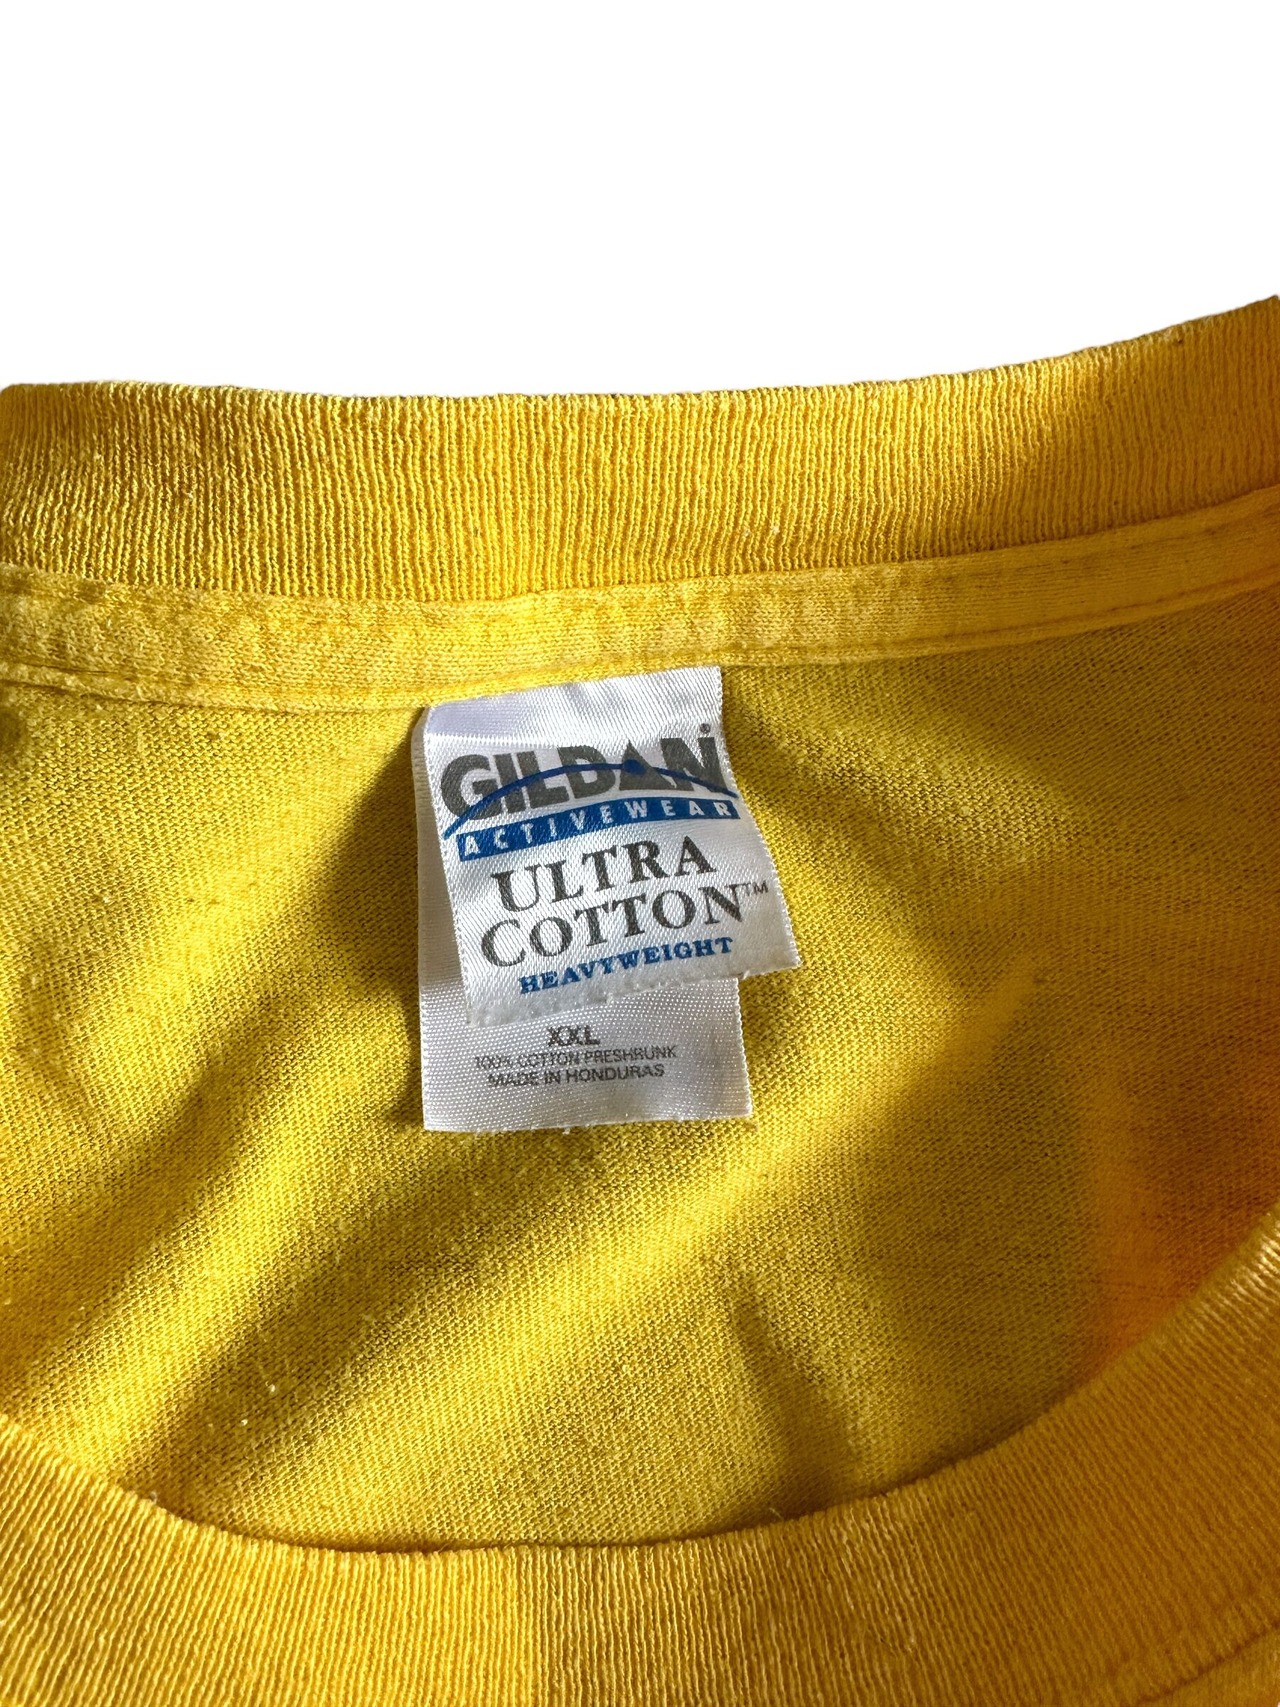 GILDAN®
ACTIVEWEAR
ULTRA
COTTON™
HEAVYWEIGHT
XXL
100% COTTON PRESHRUNK
MADE IN HONDURAS